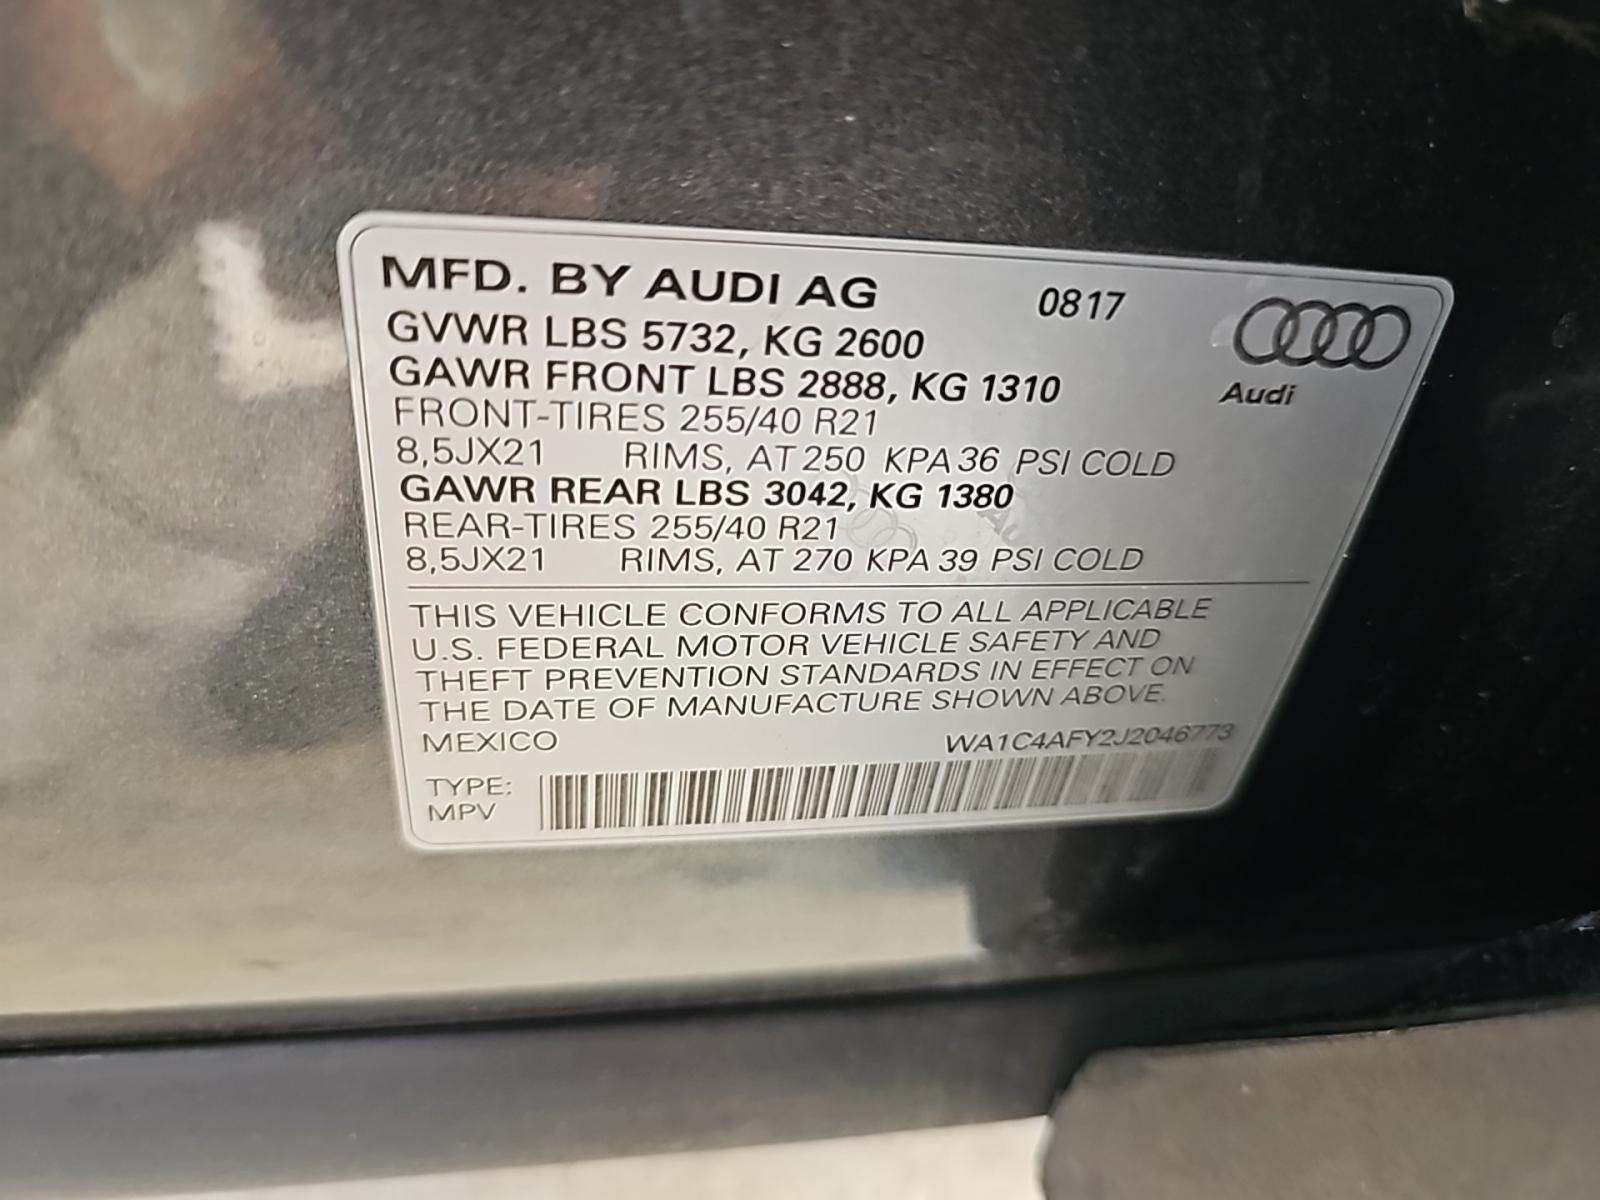 MFD. BY AUDI AG 0817
GVWR LBS 5732, KG 2600
GAWR FRONT LBS 2888, KG 1310
Audi
FRONT-TIRES 255/40 R21
8,5JX21 RIMS, AT 250 KPA 36 PSI COLD
GAWR REAR LBS 3042, KG 1380
REAR-TIRES 255/40 R21
8,5JX21 RIMS, AT 270 KPA 39 PSI COLD
THIS VEHICLE CONFORMS TO ALL APPLICABLE
U.S. FEDERAL MOTOR VEHICLE SAFETY AND
THEFT PREVENTION STANDARDS IN EFFECT ON
THE DATE OF MANUFACTURE SHOWN ABOVE.
MEXICO WA1C4AFY2J2046773
TYPE:
MPV